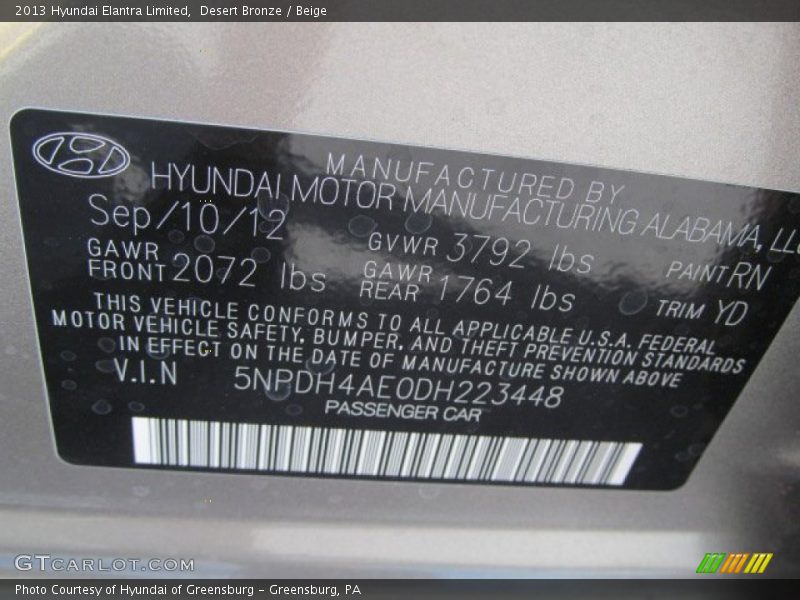 2013 Hyundai Elantra Limited, Desert Bronze / Beige
MANUFACTURED BY
HYUNDAI MOTOR MANUFACTURING ALABAMA, LLC
Sep/10/12 GVWR 3792 lbs PAINT RN
GAWR FRONT 2072 lbs GAWR REAR 1764 lbs TRIM YD
THIS VEHICLE CONFORMS TO ALL APPLICABLE U.S.A. FEDERAL
MOTOR VEHICLE SAFETY, BUMPER, AND THEFT PREVENTION STANDARDS
IN EFFECT ON THE DATE OF MANUFACTURE SHOWN ABOVE
V.I.N 5NPDH4AE0DH223448
PASSENGER CAR
GTCARLOT.COM
Photo Courtesy of Hyundai of Greensburg - Greensburg, PA